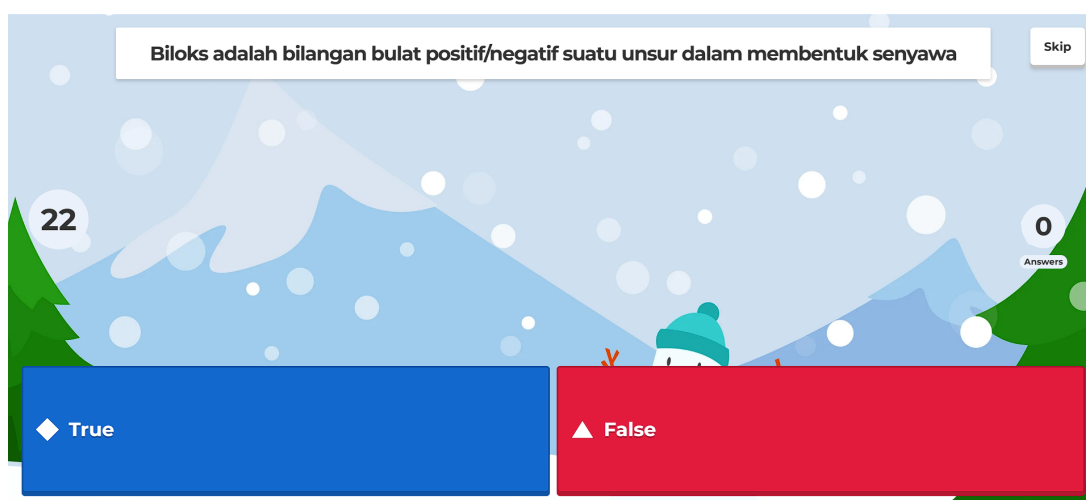 Biloks adalah bilangan bulat positif/negatif suatu unsur dalam membentuk senyawa
Skip
22
0
Answers
True
False